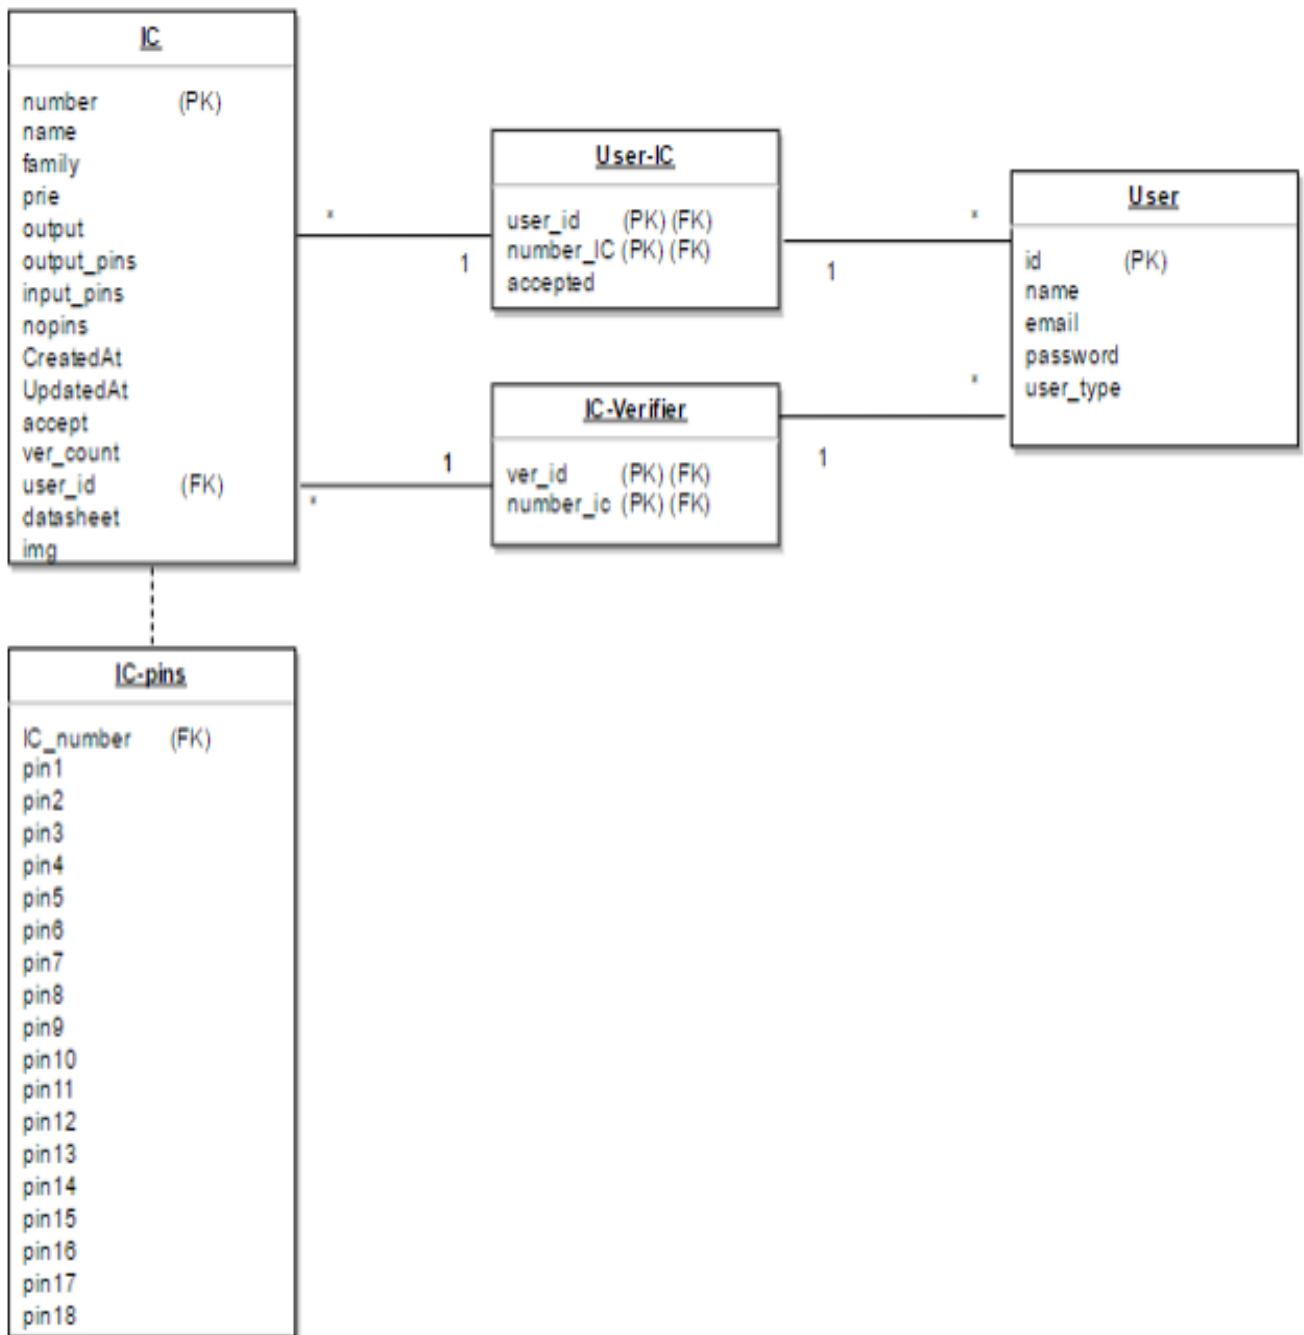 IC
number (PK)
name
family
prie
output
output_pins
input_pins
nopins
CreatedAt
UpdatedAt
accept
ver_count
user_id (FK)
datasheet
img
* 1
User-IC
user_id (PK) (FK)
number_IC (PK) (FK)
accepted
1 *
User
id (PK)
name
email
password
user_type
* 1
IC-Verifier
ver_id (PK) (FK)
number_ic (PK) (FK)
1 *
IC-pins
IC_number (FK)
pin1
pin2
pin3
pin4
pin5
pin6
pin7
pin8
pin9
pin10
pin11
pin12
pin13
pin14
pin15
pin16
pin17
pin18